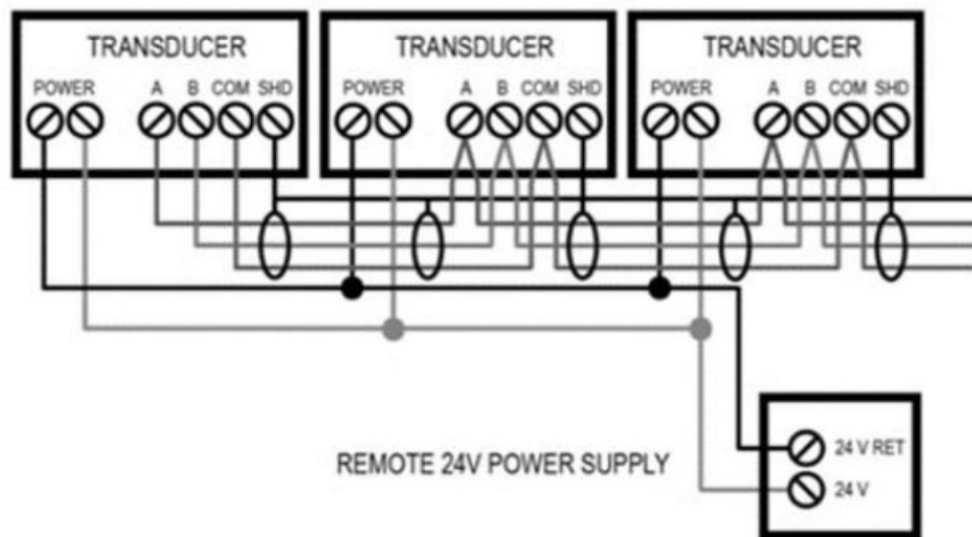 TRANSDUCER TRANSDUCER TRANSDUCER
POWER A B COM SHD POWER A B COM SHD POWER A B COM SHD
24 V RET
REMOTE 24V POWER SUPPLY
24 V